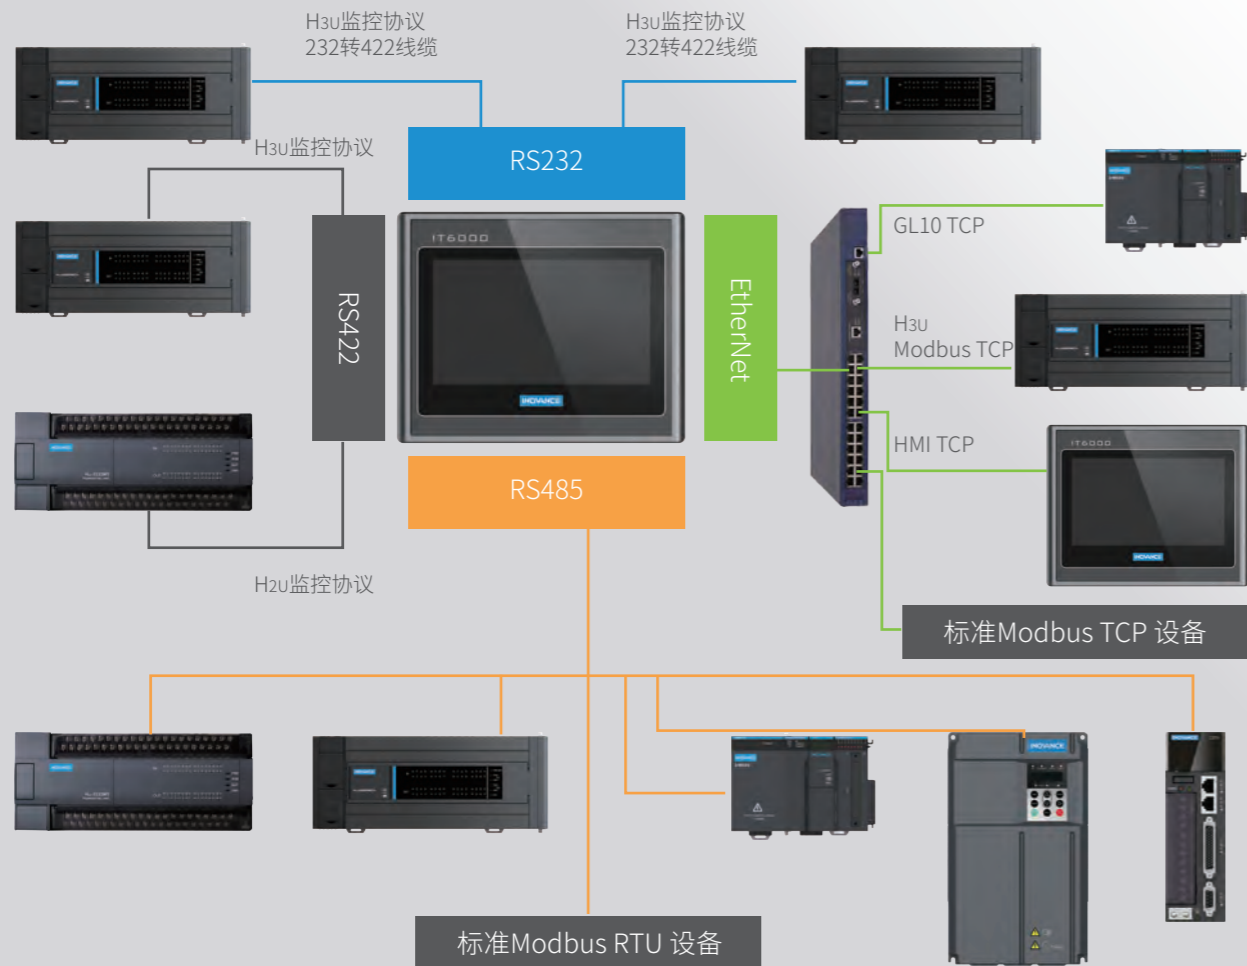 H3U监控协议
232转422线缆
H3U监控协议
232转422线缆
H3U监控协议
RS232
GL10 TCP
IT6000
RS422
EtherNet
H3U
Modbus TCP
INOVANCE
HMI TCP
IT6000
RS485
INOVANCE
H2U监控协议
标准Modbus TCP 设备
INOVANCE
INOVANCE
标准Modbus RTU 设备